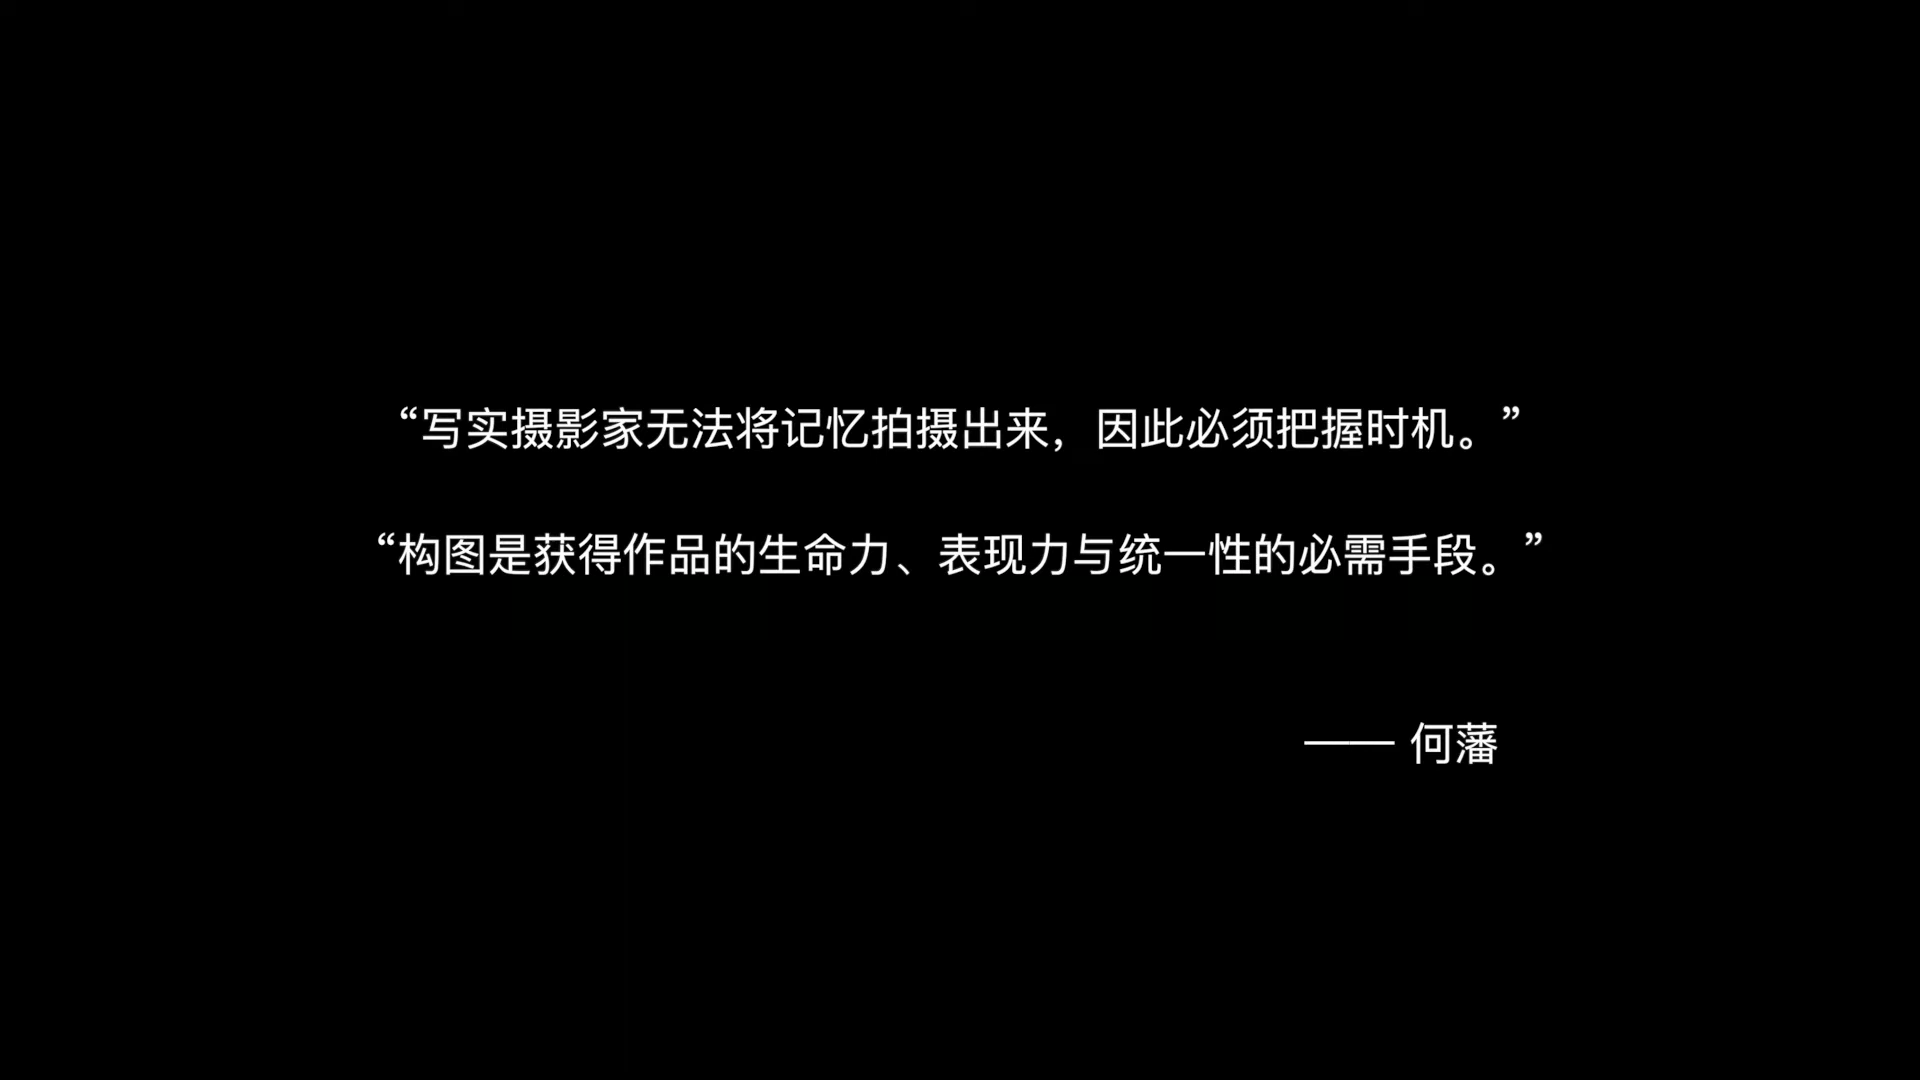 “写实摄影家无法将记忆拍摄出来，因此必须把握时机。”
“构图是获得作品的生命力、表现力与统一性的必需手段。”
—— 何藩